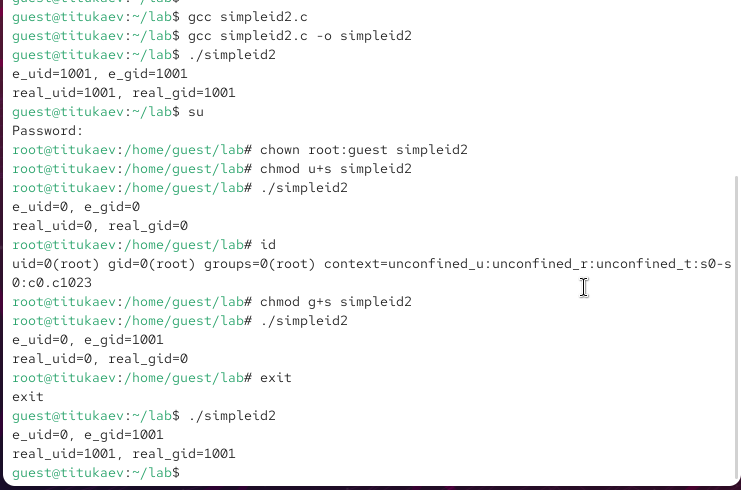 guest@titukaev:~/lab$ gcc simpleid2.c
guest@titukaev:~/lab$ gcc simpleid2.c -o simpleid2
guest@titukaev:~/lab$ ./simpleid2
e_uid=1001, e_gid=1001
real_uid=1001, real_gid=1001
guest@titukaev:~/lab$ su
Password:
root@titukaev:/home/guest/lab# chown root:guest simpleid2
root@titukaev:/home/guest/lab# chmod u+s simpleid2
root@titukaev:/home/guest/lab# ./simpleid2
e_uid=0, e_gid=0
real_uid=0, real_gid=0
root@titukaev:/home/guest/lab# id
uid=0(root) gid=0(root) groups=0(root) context=unconfined_u:unconfined_r:unconfined_t:s0-s
0:c0.c1023
root@titukaev:/home/guest/lab# chmod g+s simpleid2
root@titukaev:/home/guest/lab# ./simpleid2
e_uid=0, e_gid=1001
real_uid=0, real_gid=0
root@titukaev:/home/guest/lab# exit
exit
guest@titukaev:~/lab$ ./simpleid2
e_uid=0, e_gid=1001
real_uid=1001, real_gid=1001
guest@titukaev:~/lab$